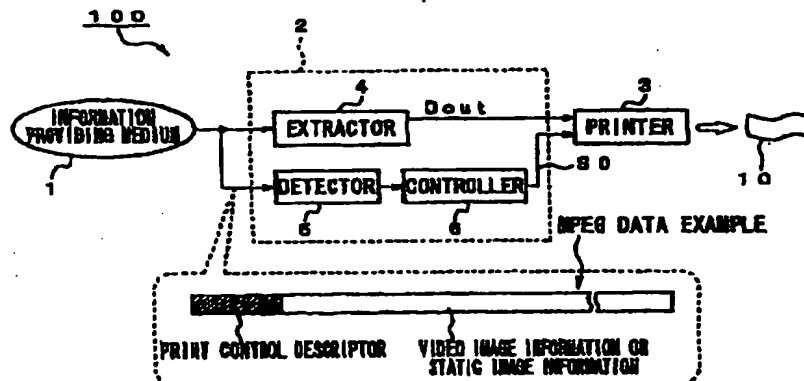 100
2
4
INFORMATION
PROVIDING MEDIUM
1
EXTRACTOR
Dout
3
PRINTER
10
DETECTOR
5
CONTROLLER
6
S0
MPEG DATA EXAMPLE
PRINT CONTROL DESCRIPTOR
VIDEO IMAGE INFORMATION OR
STATIC IMAGE INFORMATION